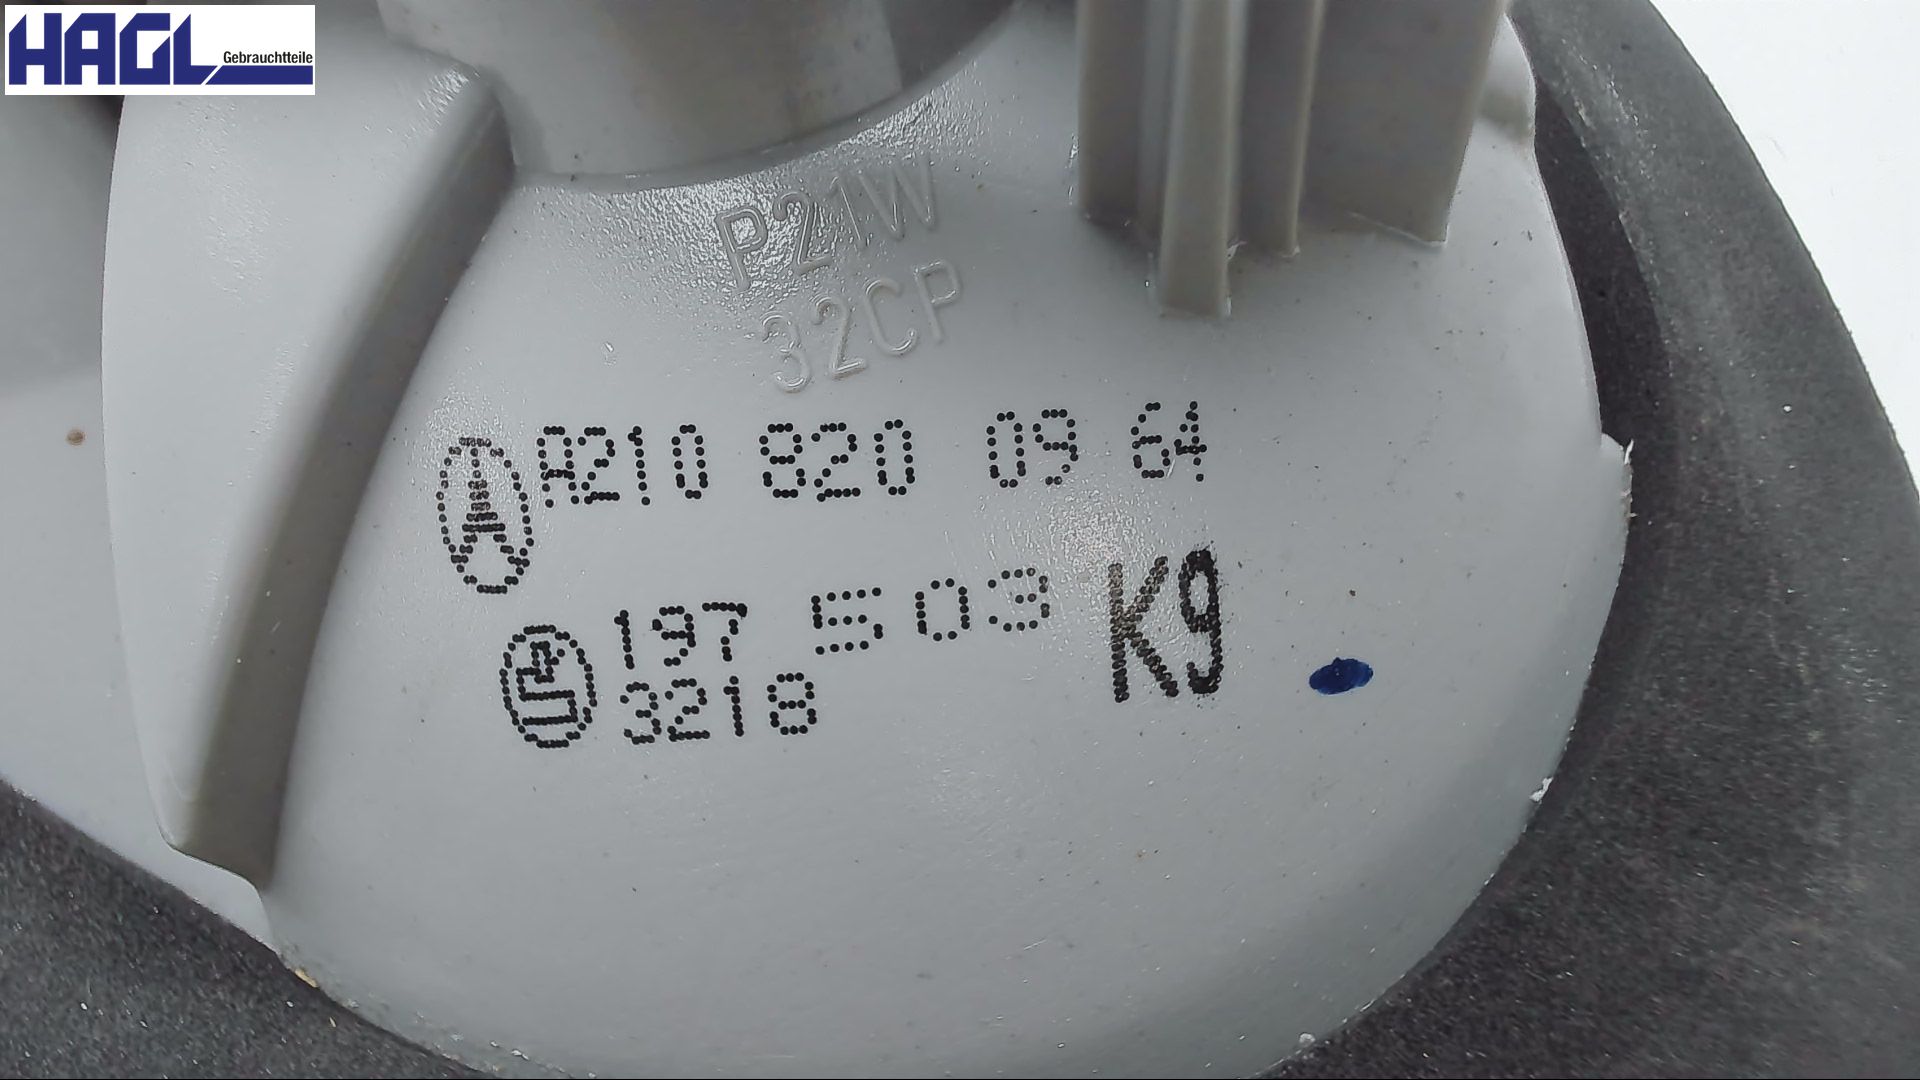 HAGL Gebrauchtteile
P21W
32CP
A210 820 09 64
197 503 K9
3218